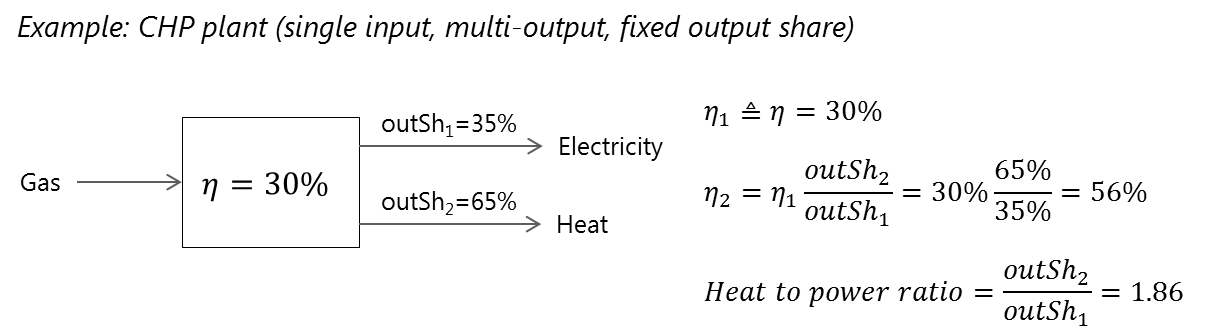 Example: CHP plant (single input, multi-output, fixed output share)
Gas
η = 30%
outSh₁=35%
Electricity
outSh₂=65%
Heat
η₁ ≜ η = 30%
η₂ = η₁ outSh₂/outSh₁ = 30% 65%/35% = 56%
Heat to power ratio = outSh₂/outSh₁ = 1.86